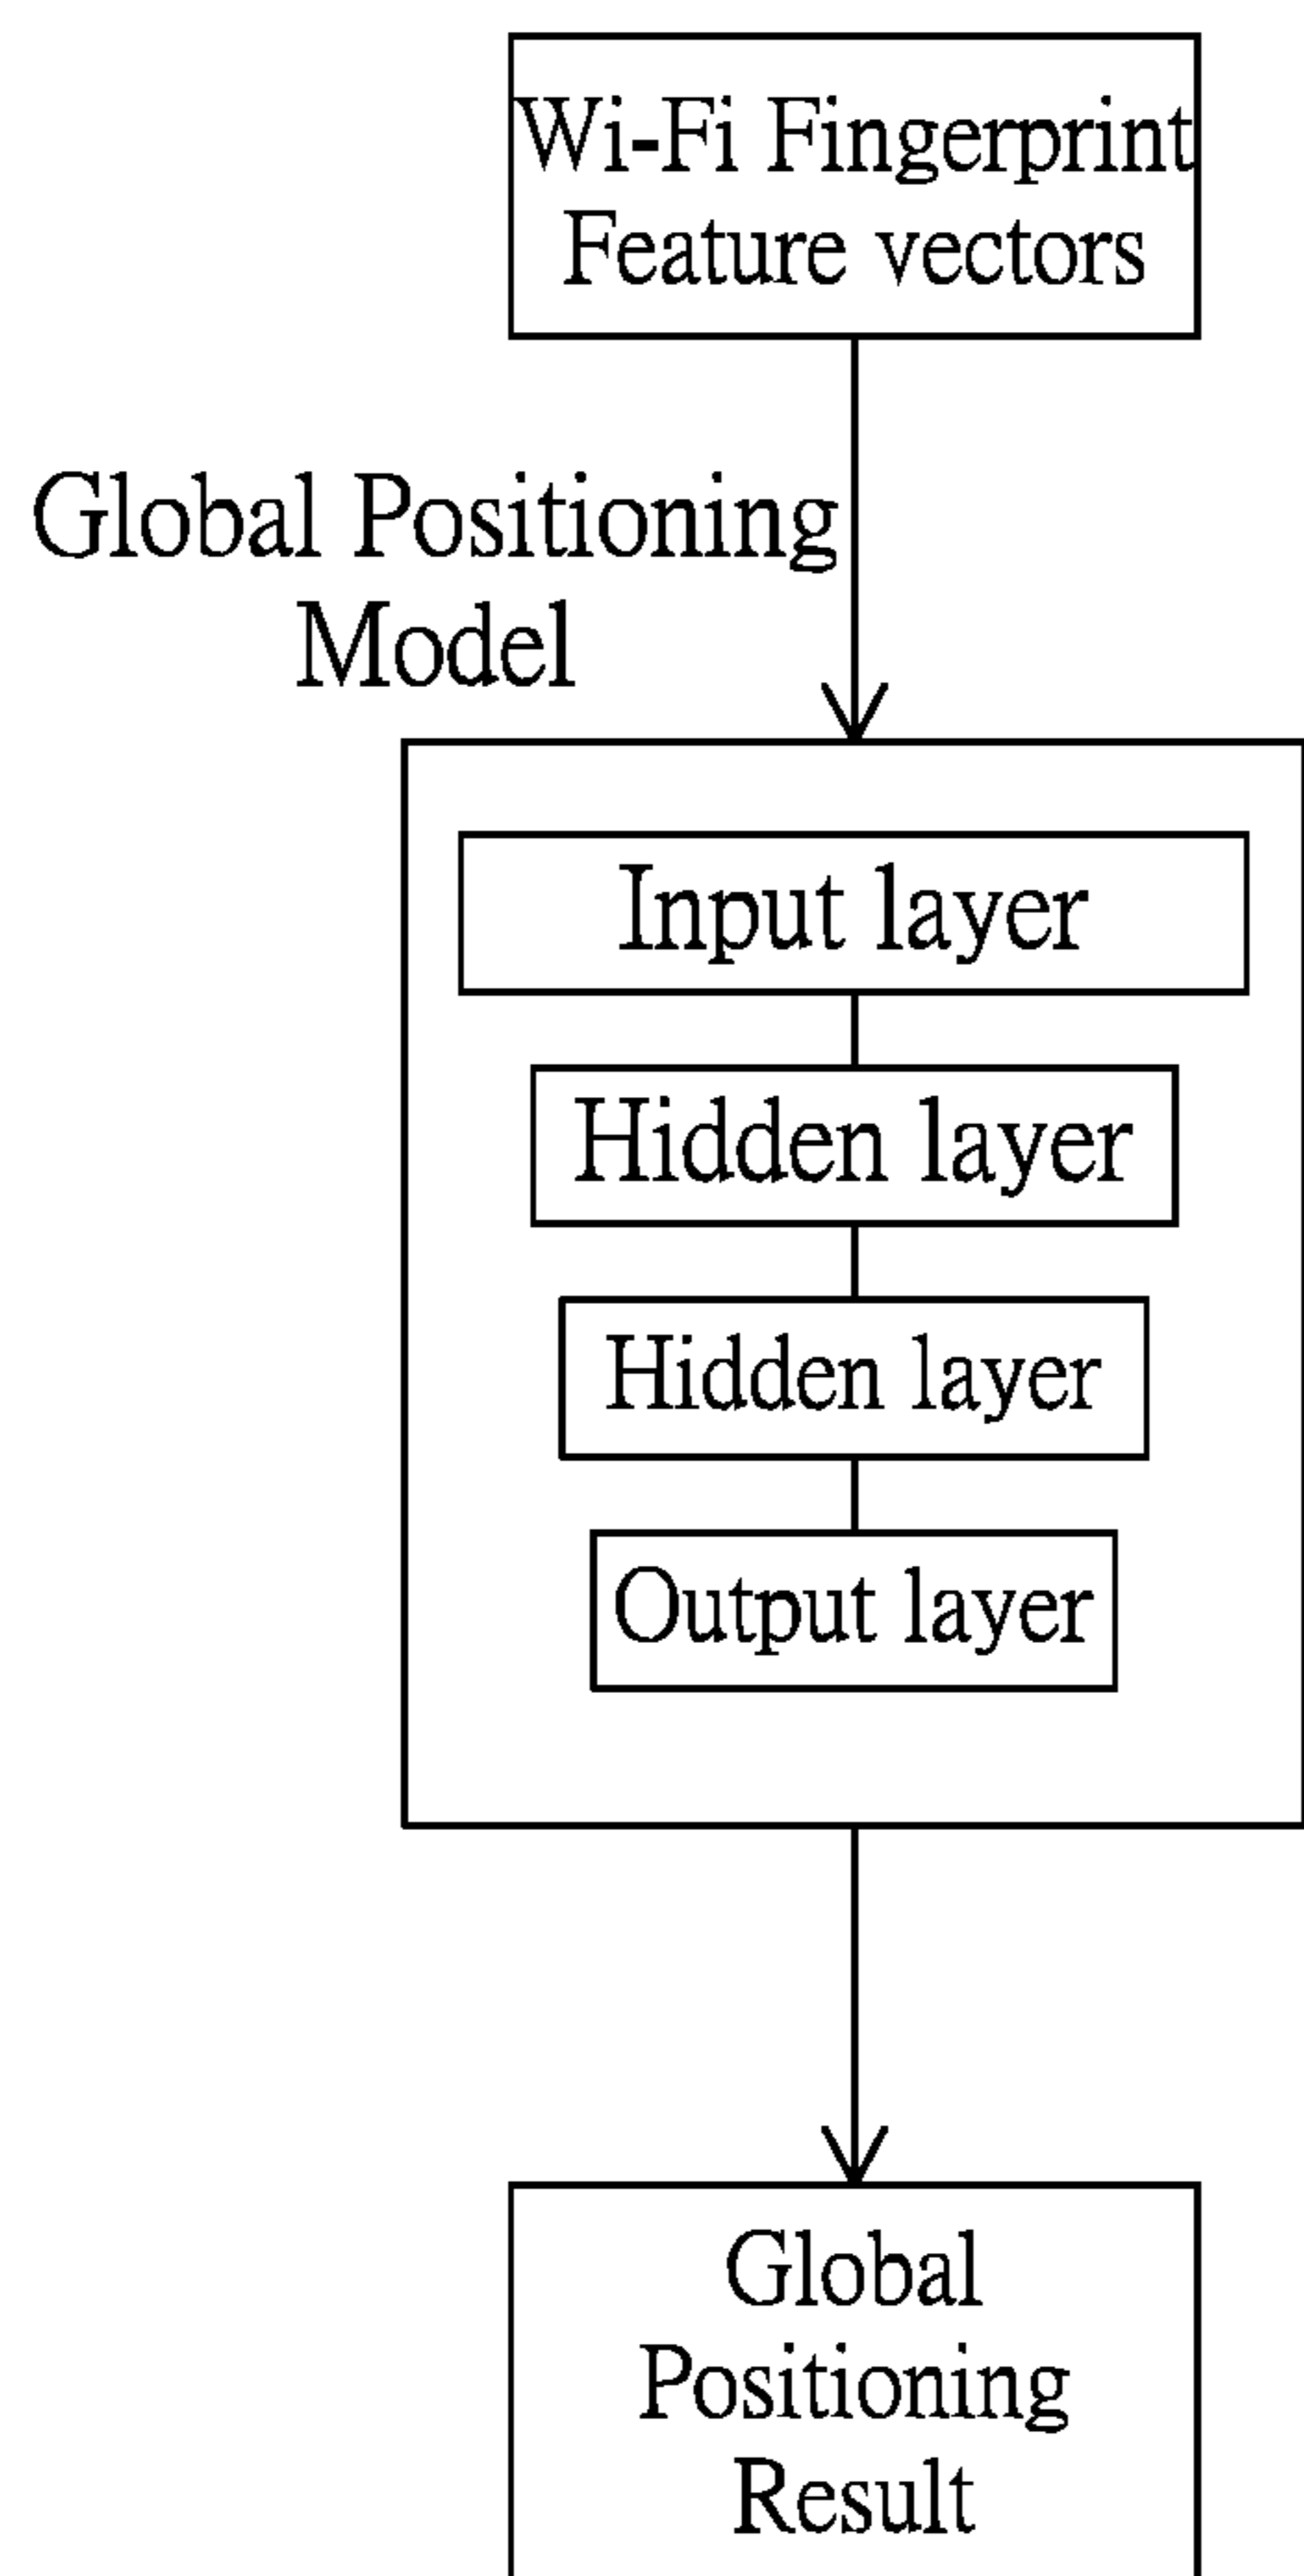 Wi-Fi Fingerprint
Feature vectors
Global Positioning
Model
Input layer
Hidden layer
Hidden layer
Output layer
Global
Positioning
Result